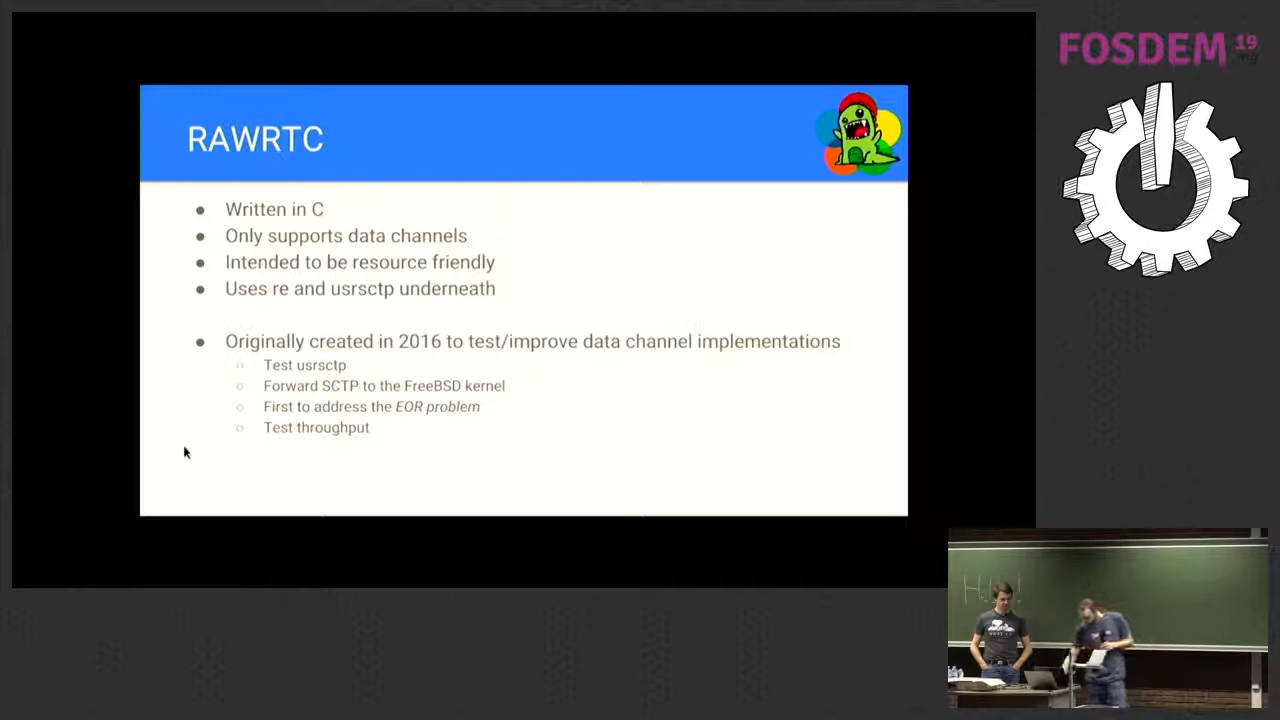 FOSDEM 19
.org
RAWRTC
Written in C
Only supports data channels
Intended to be resource friendly
Uses re and usrsctp underneath
Originally created in 2016 to test/improve data channel implementations
Test usrsctp
Forward SCTP to the FreeBSD kernel
First to address the EOR problem
Test throughput